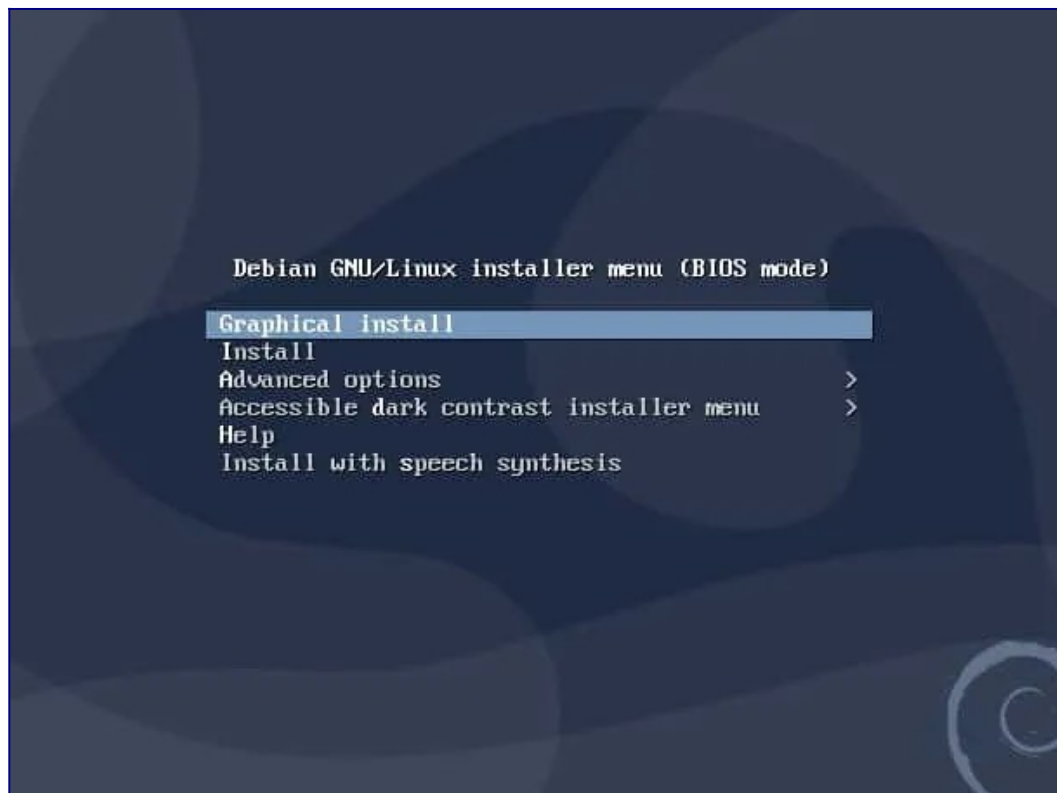 Debian GNU/Linux installer menu (BIOS mode)
Graphical install
Install
Advanced options >
Accessible dark contrast installer menu >
Help
Install with speech synthesis